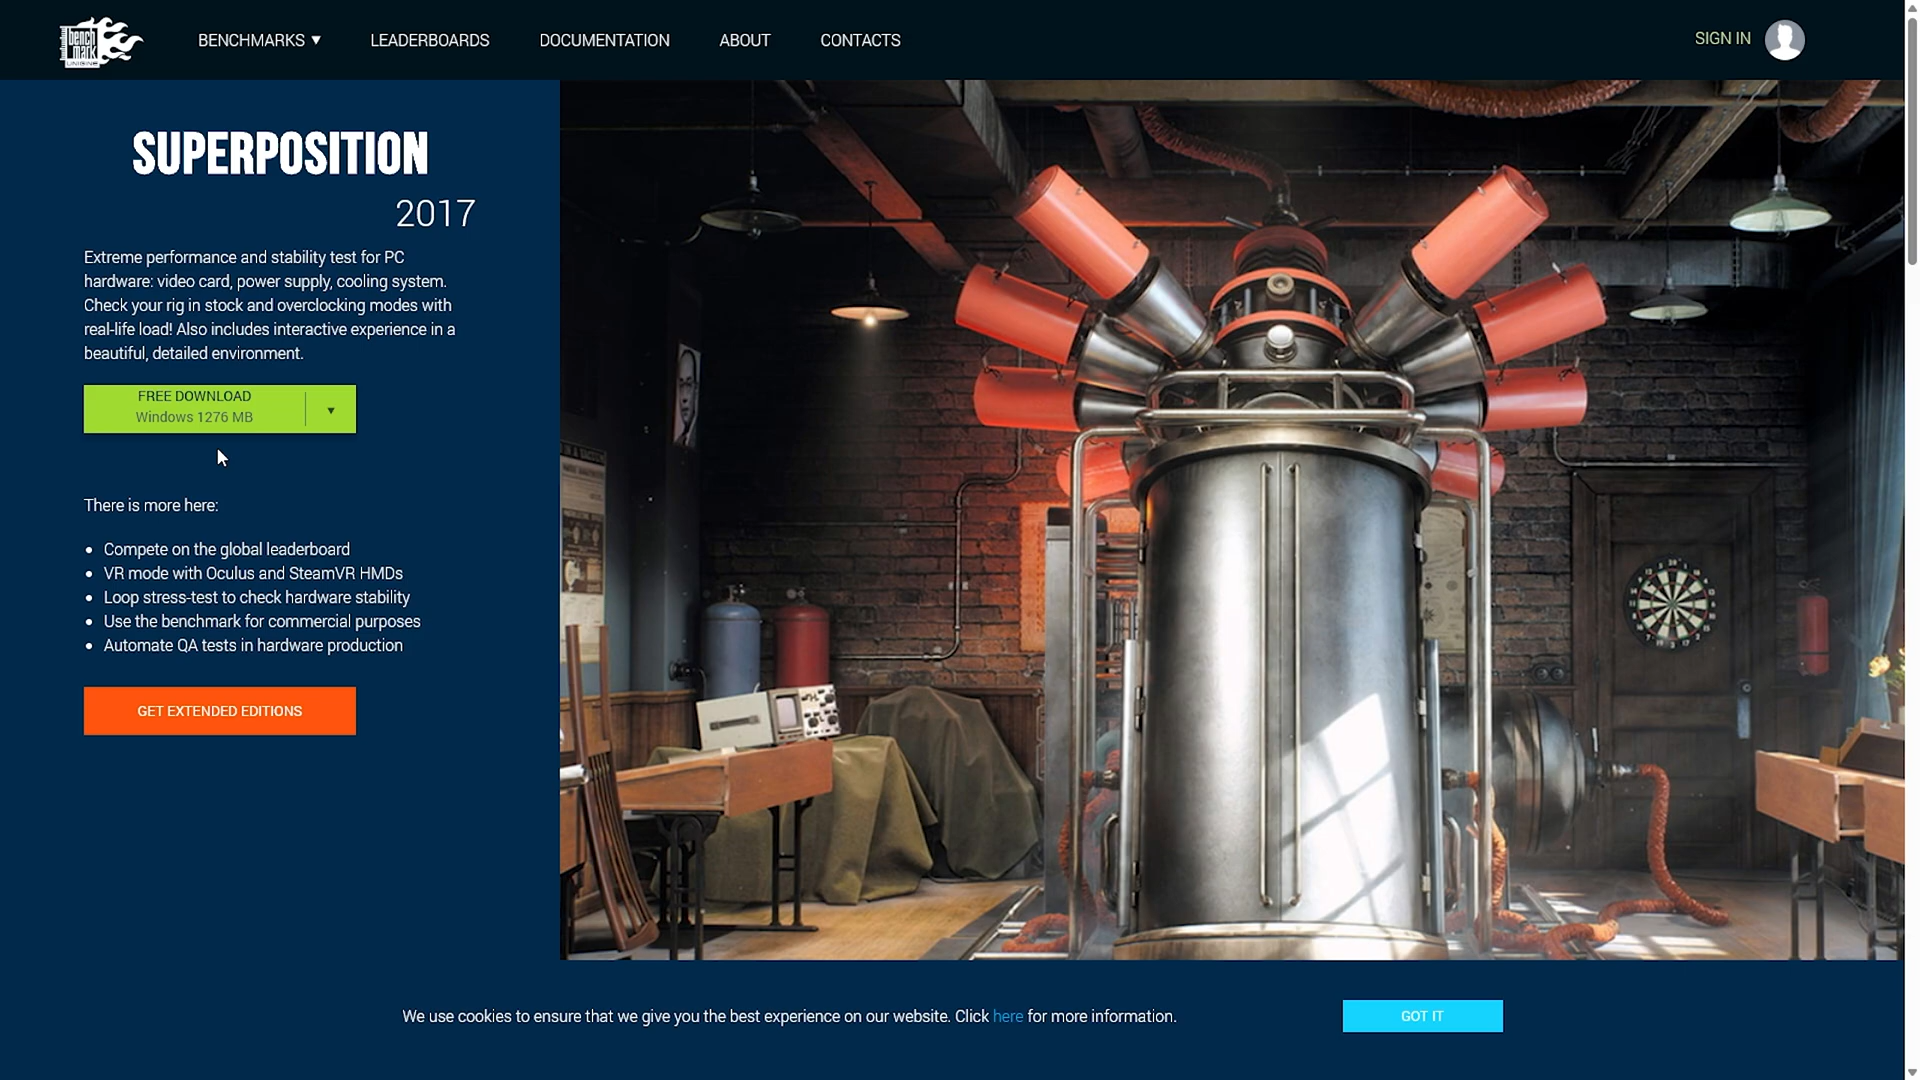 bench
mark
UNIGINE
BENCHMARKS ▼
LEADERBOARDS
DOCUMENTATION
ABOUT
CONTACTS
SIGN IN
SUPERPOSITION
2017
Extreme performance and stability test for PC
hardware: video card, power supply, cooling system.
Check your rig in stock and overclocking modes with
real-life load! Also includes interactive experience in a
beautiful, detailed environment.
FREE DOWNLOAD
Windows 1276 MB
There is more here:
• Compete on the global leaderboard
• VR mode with Oculus and SteamVR HMDs
• Loop stress-test to check hardware stability
• Use the benchmark for commercial purposes
• Automate QA tests in hardware production
GET EXTENDED EDITIONS
We use cookies to ensure that we give you the best experience on our website. Click here for more information.
GOT IT